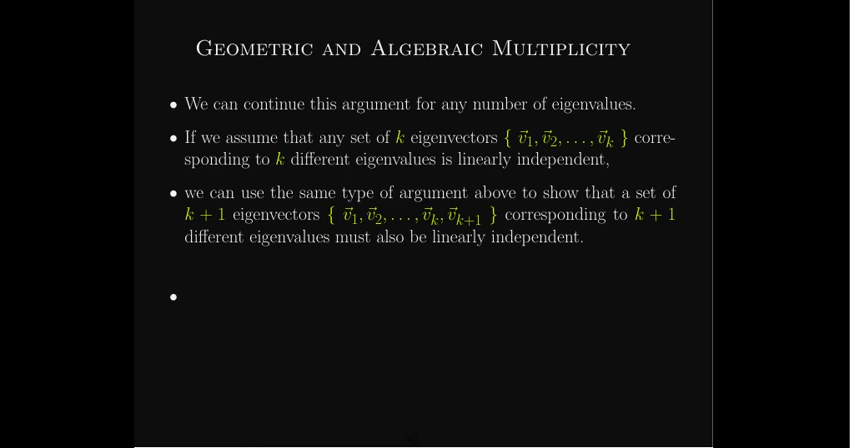 Geometric and Algebraic Multiplicity
• We can continue this argument for any number of eigenvalues.
• If we assume that any set of k eigenvectors { v⃗₁, v⃗₂, . . . , v⃗ₖ } corre-
sponding to k different eigenvalues is linearly independent,
• we can use the same type of argument above to show that a set of
k + 1 eigenvectors { v⃗₁, v⃗₂, . . . , v⃗ₖ, v⃗ₖ₊₁ } corresponding to k + 1
different eigenvalues must also be linearly independent.
•